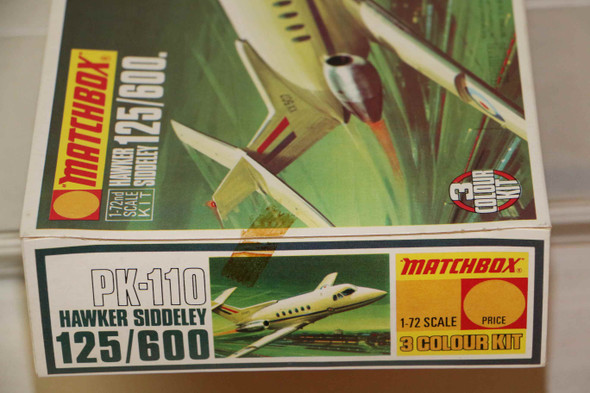 MATCHBOX®
HAWKER
SIDDELEY 125/600.
1-72nd
SCALE
KIT
3
COLOUR
KIT
PK-110
HAWKER SIDDELEY
125/600
MATCHBOX®
1-72 SCALE
PRICE
3 COLOUR KIT